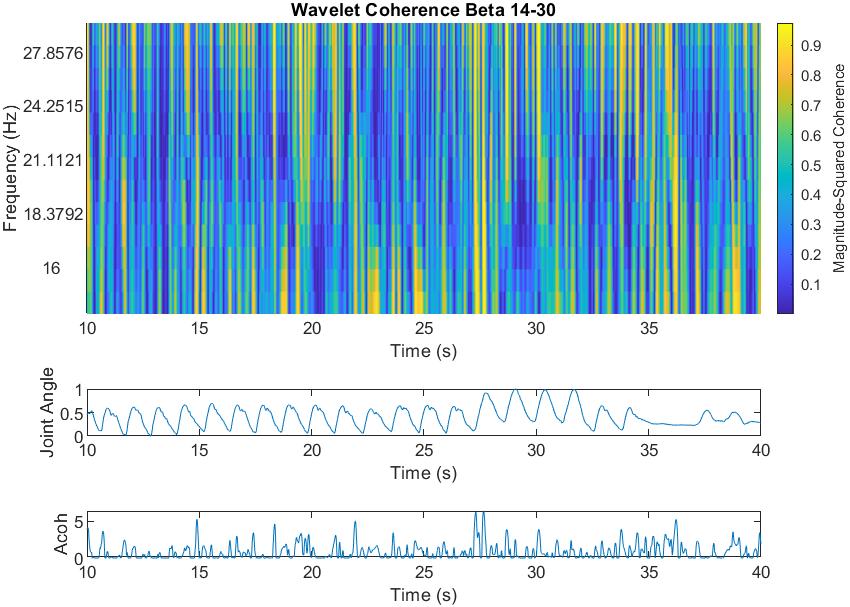 Wavelet Coherence Beta 14-30
27.8576
24.2515
21.1121
18.3792
16
Frequency (Hz)
10 15 20 25 30 35
Time (s)
0.9
0.8
0.7
0.6
0.5
0.4
0.3
0.2
0.1
Magnitude-Squared Coherence
Joint Angle
1
0.5
0
10 15 20 25 30 35 40
Time (s)
Acoh
5
0
10 15 20 25 30 35 40
Time (s)